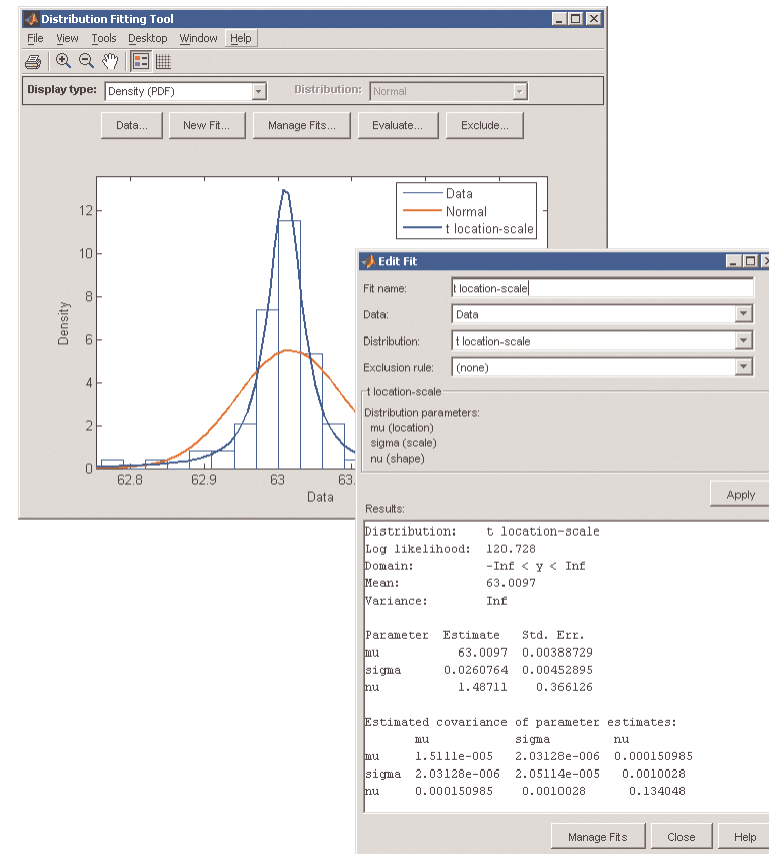 Distribution Fitting Tool
File View Tools Desktop Window Help
Display type: Density (PDF) Distribution: Normal
Data... New Fit... Manage Fits... Evaluate... Exclude...
Data
Normal
t location-scale
12
10
8
6
4
2
0
Density
62.8 62.9 63 63.
Data
Edit Fit
Fit name: t location-scale
Data: Data
Distribution: t location-scale
Exclusion rule: (none)
t location-scale
Distribution parameters:
mu (location)
sigma (scale)
nu (shape)
Apply
Results:
Distribution: t location-scale
Log likelihood: 120.728
Domain: -Inf < y < Inf
Mean: 63.0097
Variance: Inf
Parameter Estimate Std. Err.
mu 63.0097 0.00388729
sigma 0.0260764 0.00452895
nu 1.48711 0.366126
Estimated covariance of parameter estimates:
mu sigma nu
mu 1.5111e-005 2.03128e-006 0.000150985
sigma 2.03128e-006 2.05114e-005 0.0010028
nu 0.000150985 0.0010028 0.134048
Manage Fits Close Help